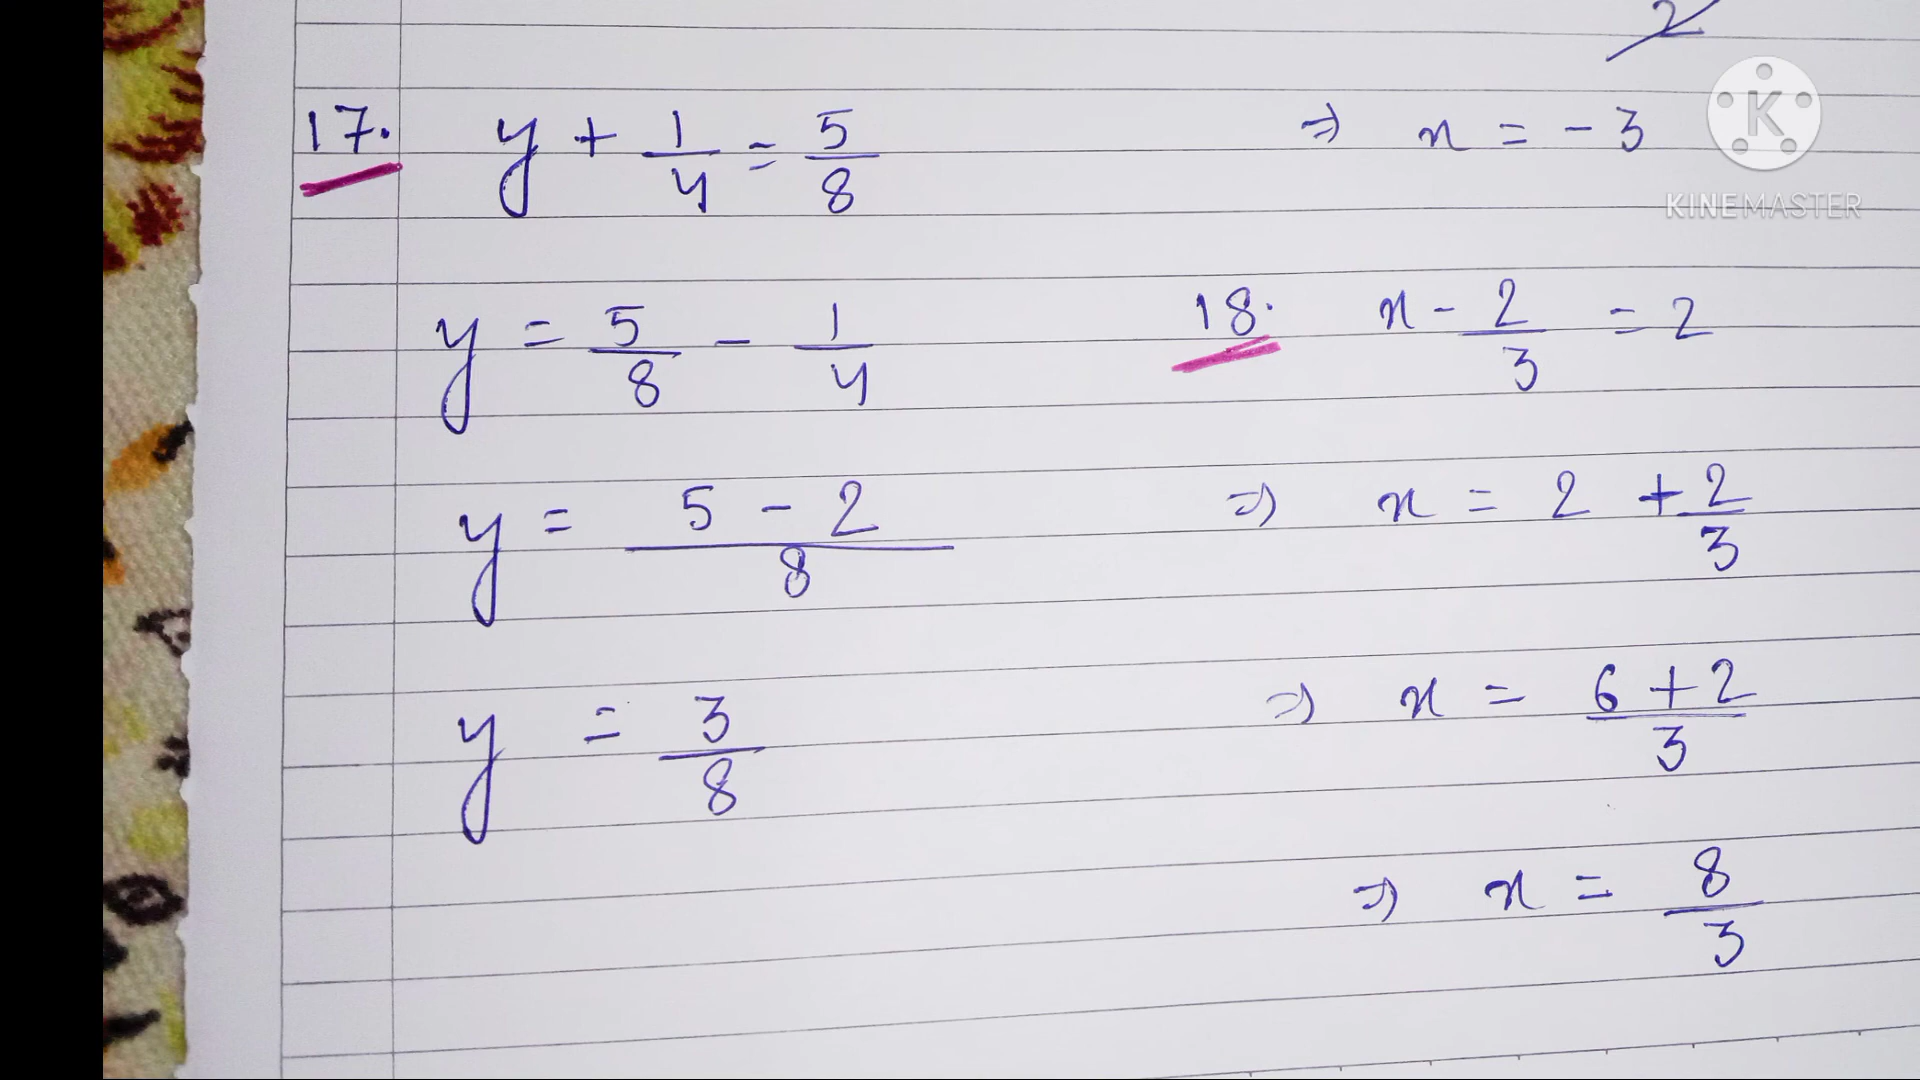 17. y + 1/4 = 5/8
y = 5/8 - 1/4
y = 5 - 2/8
y = 3/8
2
⇒ x = - 3
18. x - 2/3 = 2
⇒ x = 2 + 2/3
⇒ x = 6 + 2/3
⇒ x = 8/3
K
KINEMASTER